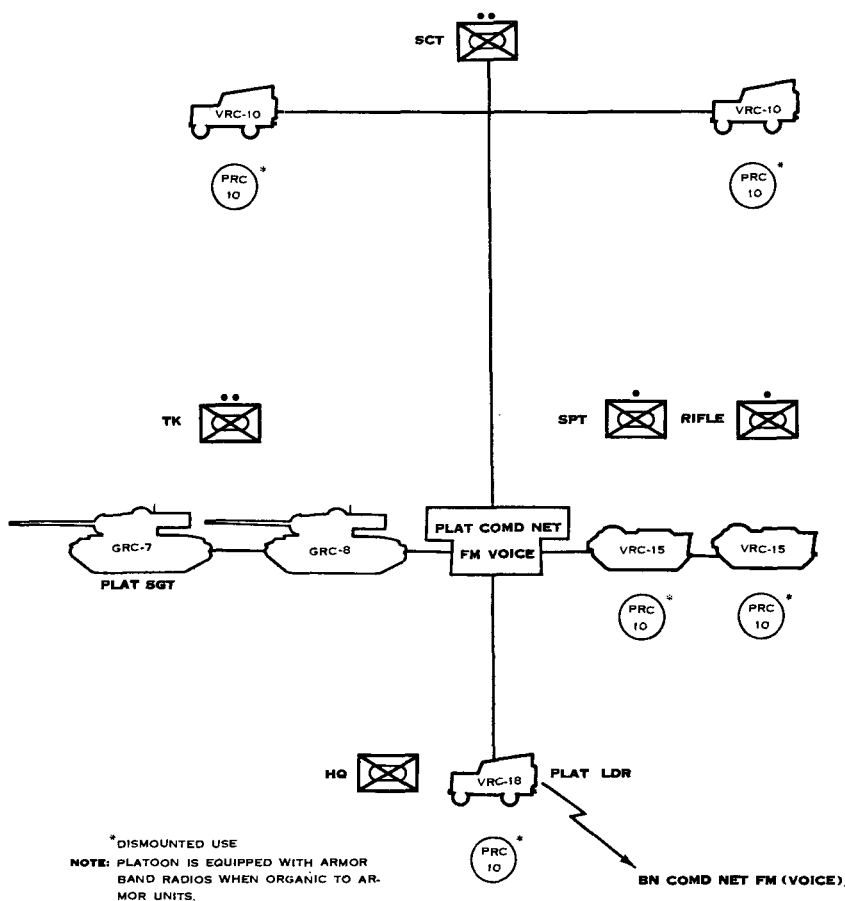 SCT
VRC-10
VRC-10
PRC
10
*
PRC
10
*
TK
SPT
RIFLE
GRC-7
GRC-8
PLAT COMD NET
FM VOICE
VRC-15
VRC-15
PLAT SGT
PRC
10
*
PRC
10
*
HQ
VRC-18
PLAT LDR
PRC
10
*
*DISMOUNTED USE
NOTE: PLATOON IS EQUIPPED WITH ARMOR
BAND RADIOS WHEN ORGANIC TO AR-
MOR UNITS.
BN COMD NET FM (VOICE)